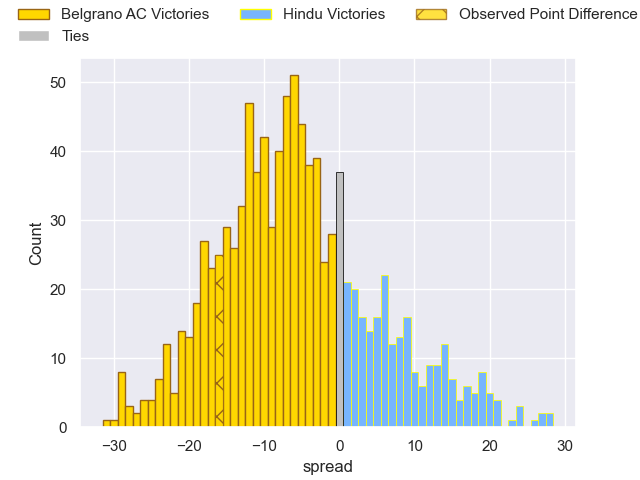 Belgrano AC Victories
Hindu Victories
Observed Point Difference
Ties
50
40
30
20
10
0
Count
−30
−20
−10
0
10
20
30
spread